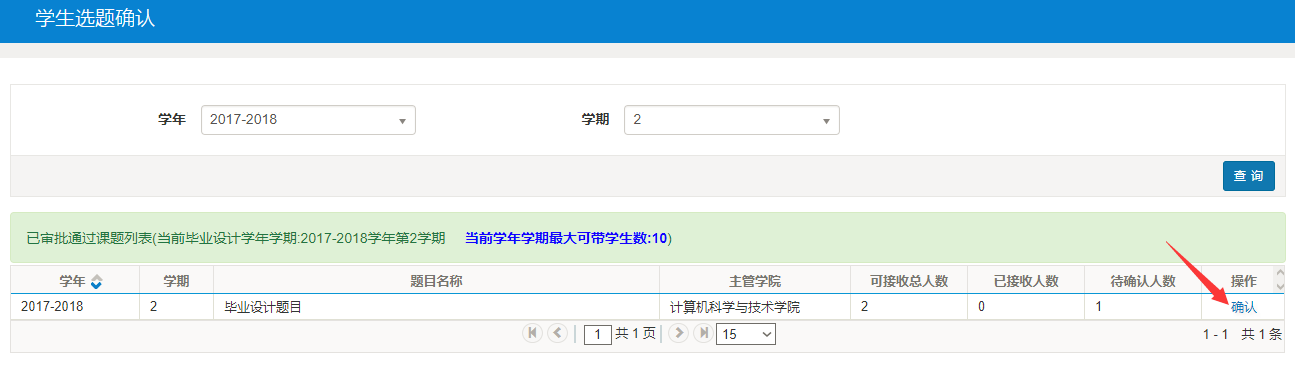 学生选题确认
学年 2017-2018 学期 2
查 询
已审批通过课题列表(当前毕业设计学年学期:2017-2018学年第2学期 当前学年学期最大可带学生数:10)
学年 学期 题目名称 主管学院 可接收总人数 已接收人数 待确认人数 操作
2017-2018 2 毕业设计题目 计算机科学与技术学院 2 0 1 确认
1 共 1 页 15 1 - 1 共 1 条